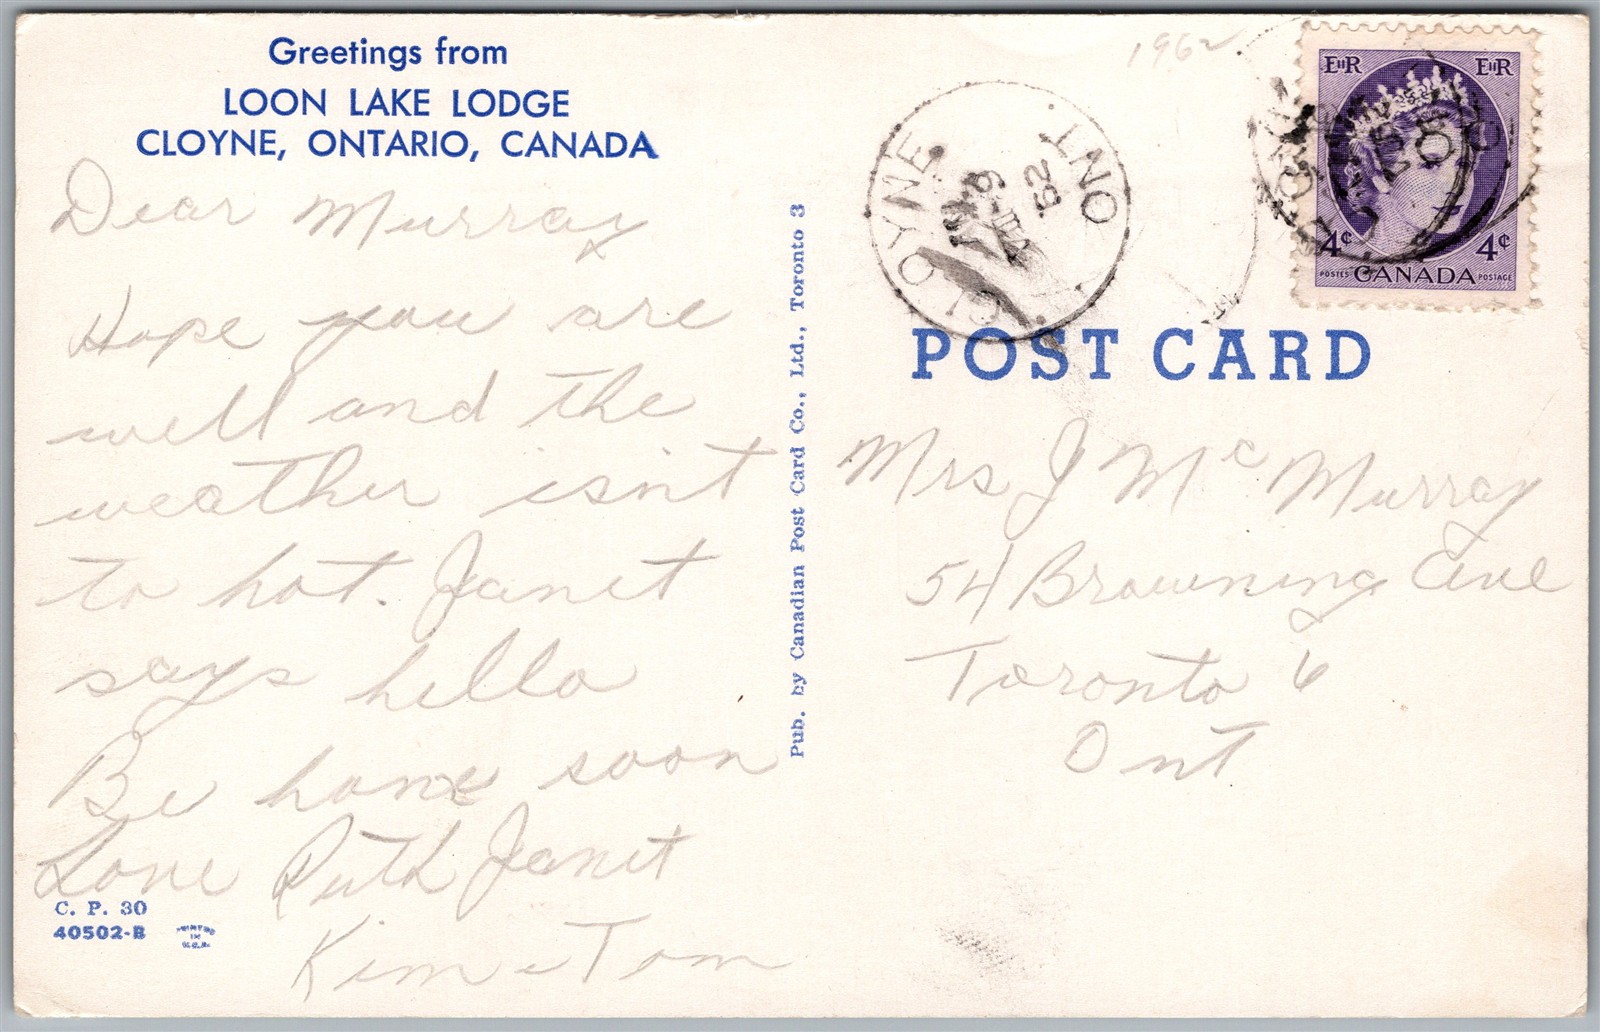 Greetings from
LOON LAKE LODGE
CLOYNE, ONTARIO, CANADA
Dear Murray
Hope you are
well and the
weather isn't
to hot. Janet
says hello
Be home soon
Love Ruth Janet
Kim & Tom
C. P. 30
40502-B
PRINTED
IN
U.S.A.
Pub. by Canadian Post Card Co., Ltd., Toronto 3
1962
CLOYNE ONT
EIIR EIIR
4¢ 4¢
POSTES CANADA POSTAGE
POST CARD
Mrs J McMurray
54 Browning Ave
Toronto 6
Ont